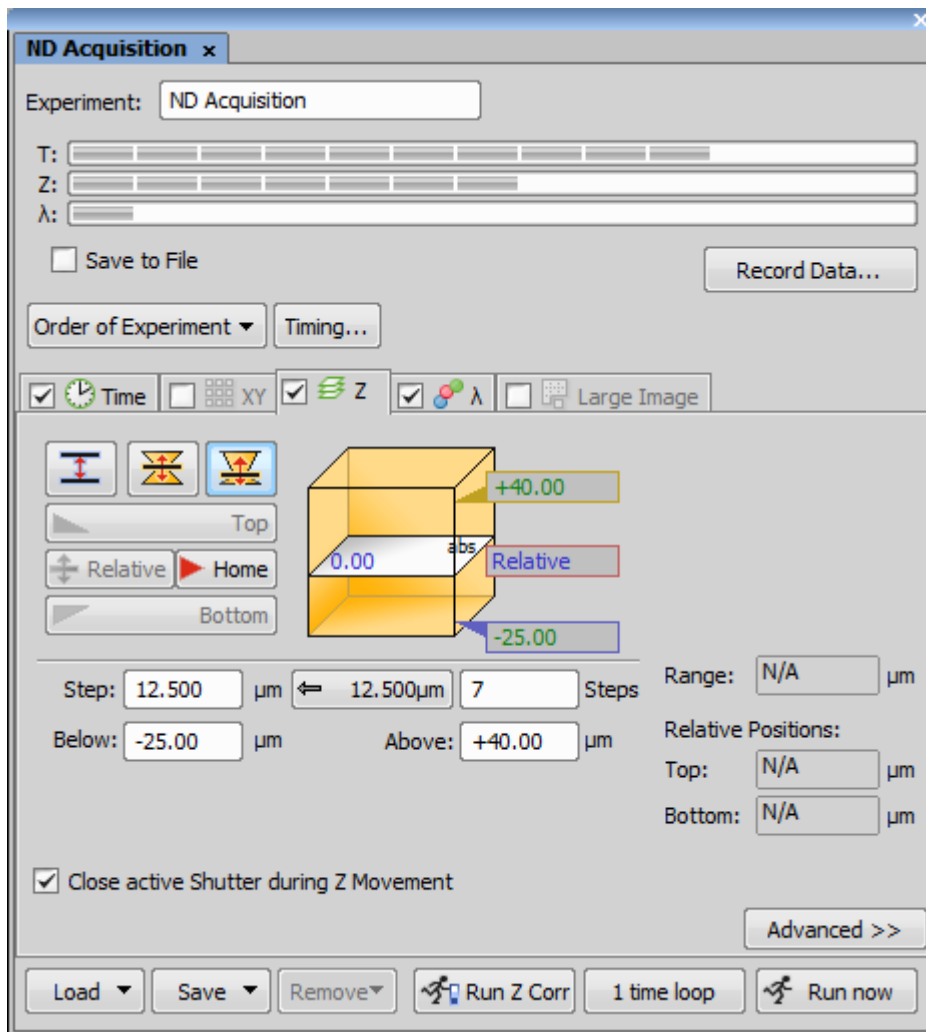 ND Acquisition x
Experiment: ND Acquisition
T:
Z:
λ:
Save to File
Record Data...
Order of Experiment Timing...
Time XY Z λ Large Image
Top
+40.00
Relative Home
0.00 abs Relative
Bottom
-25.00
Step: 12.500 µm 12.500µm 7 Steps
Range: N/A µm
Below: -25.00 µm Above: +40.00 µm
Relative Positions:
Top: N/A µm
Bottom: N/A µm
Close active Shutter during Z Movement
Advanced >>
Load Save Remove Run Z Corr 1 time loop Run now